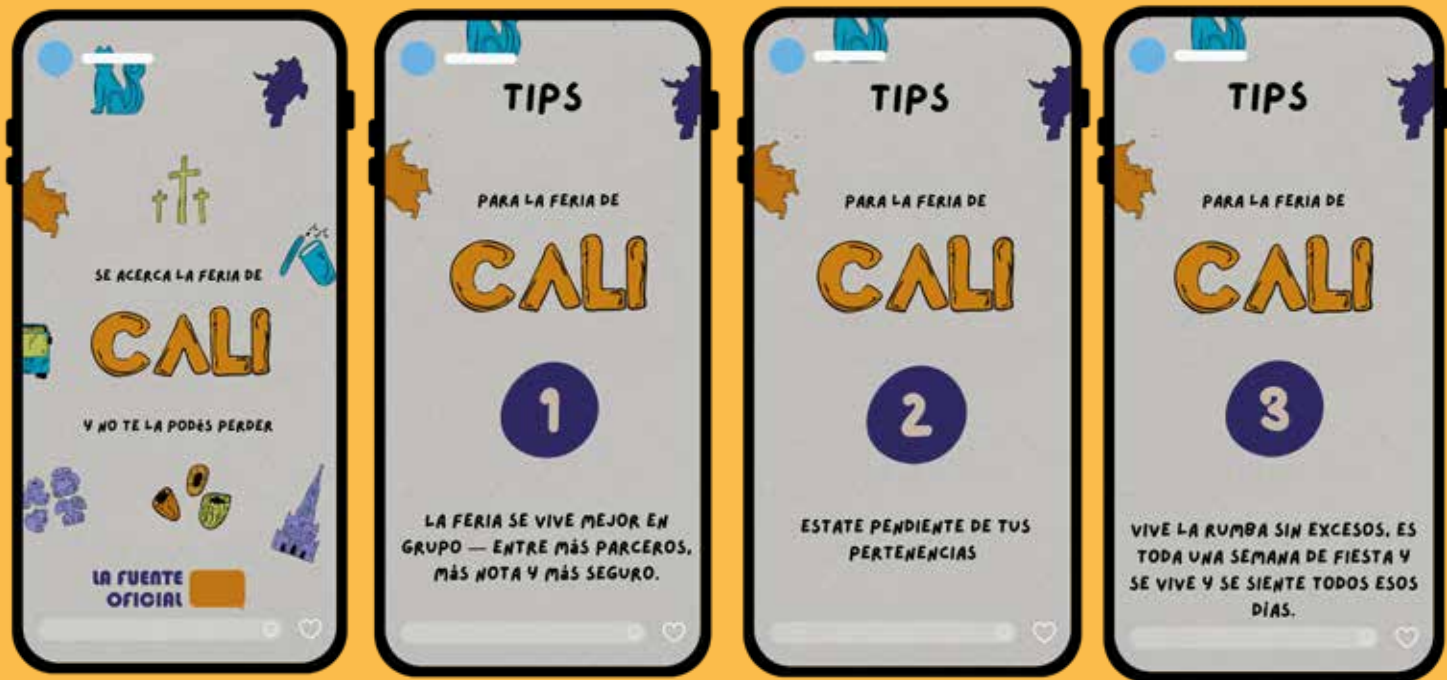 SE ACERCA LA FERIA DE
CALI
Y NO TE LA PODéS PERDER
LA FUENTE
OFICIAL
TIPS
PARA LA FERIA DE
CALI
1
LA FERIA SE VIVE MEJOR EN
GRUPO — ENTRE MáS PARCEROS,
MáS NOTA Y MáS SEGURO.
TIPS
PARA LA FERIA DE
CALI
2
ESTATE PENDIENTE DE TUS
PERTENENCIAS
TIPS
PARA LA FERIA DE
CALI
3
VIVE LA RUMBA SIN EXCESOS, ES
TODA UNA SEMANA DE FIESTA Y
SE VIVE Y SE SIENTE TODOS ESOS
DíAS.